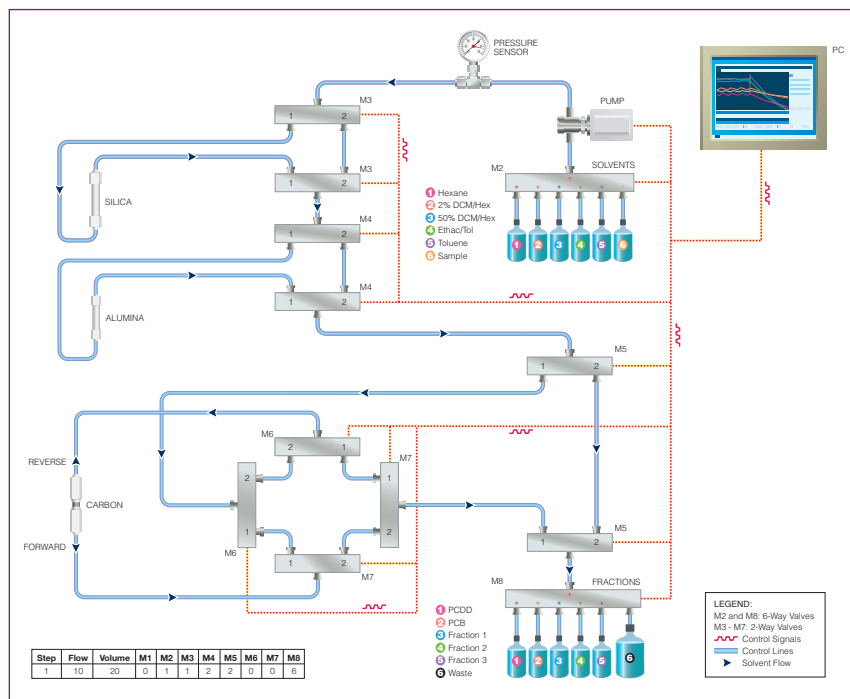 PRESSURE
SENSOR
PC
M3
1 2
PUMP
M2 SOLVENTS
M3
1 2
SILICA
1 Hexane
2 2% DCM/Hex
3 50% DCM/Hex
4 Ethac/Tol
5 Toluene
6 Sample
1 2 3 4 5 6
M4
1 2
M4
1 2
ALUMINA
M5
1 2
M6
2 1
M7
REVERSE
2
1
CARBON
1
2
FORWARD
M6
1 2
M7
M5
1 2
M8 FRACTIONS
1 PCDD
2 PCB
3 Fraction 1
4 Fraction 2
5 Fraction 3
6 Waste
1 2 3 4 5 6
LEGEND:
M2 and M8: 6-Way Valves
M3 - M7: 2-Way Valves
Control Signals
Control Lines
Solvent Flow
Step Flow Volume M1 M2 M3 M4 M5 M6 M7 M8
1 10 20 0 1 1 2 2 0 0 6